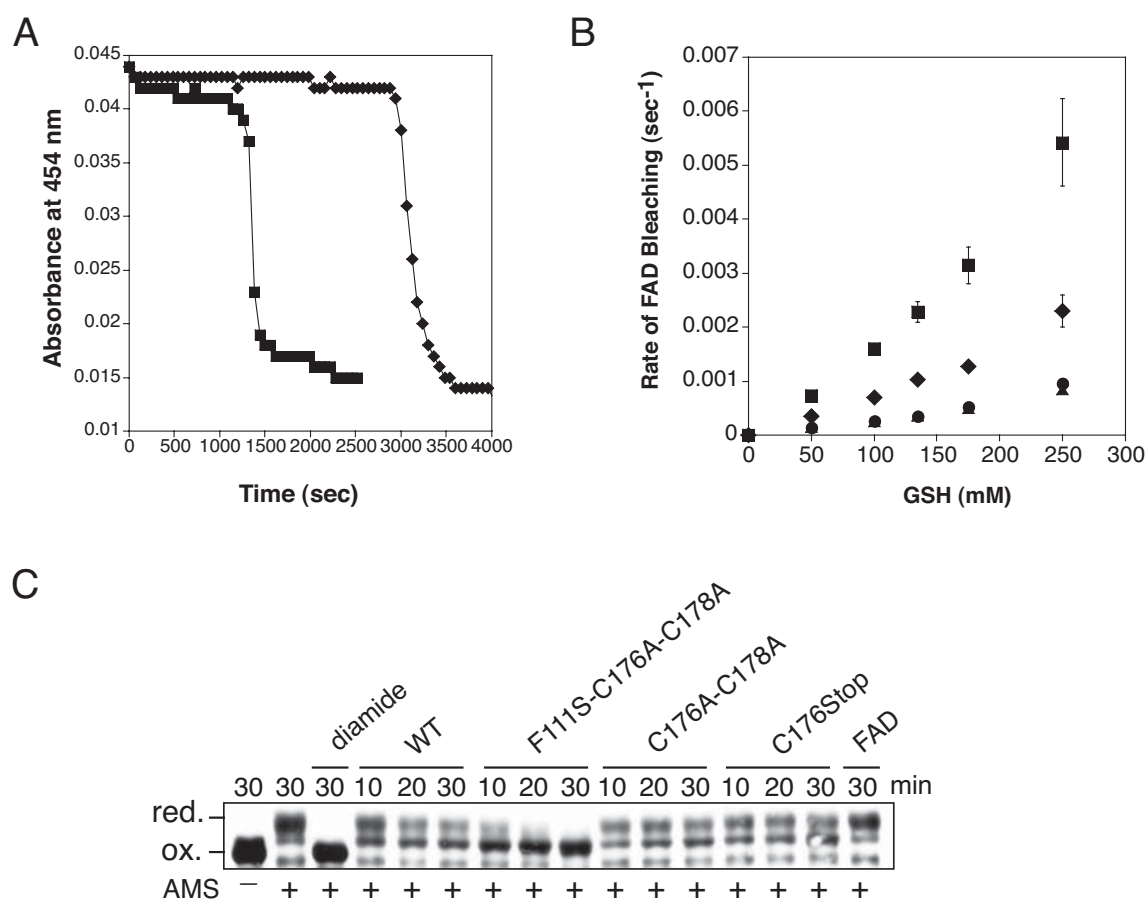 A
Absorbance at 454 nm
0.045
0.04
0.035
0.03
0.025
0.02
0.015
0.01
0 500 1000 1500 2000 2500 3000 3500 4000
Time (sec)
B
Rate of FAD Bleaching (sec-1)
0.007
0.006
0.005
0.004
0.003
0.002
0.001
0
0 50 100 150 200 250 300
GSH (mM)
C
diamide
WT
F111S-C176A-C178A
C176A-C178A
C176Stop
FAD
30 30 30 10 20 30 10 20 30 10 20 30 10 20 30 30 min
red.
ox.
AMS − + + + + + + + + + + + + + + +